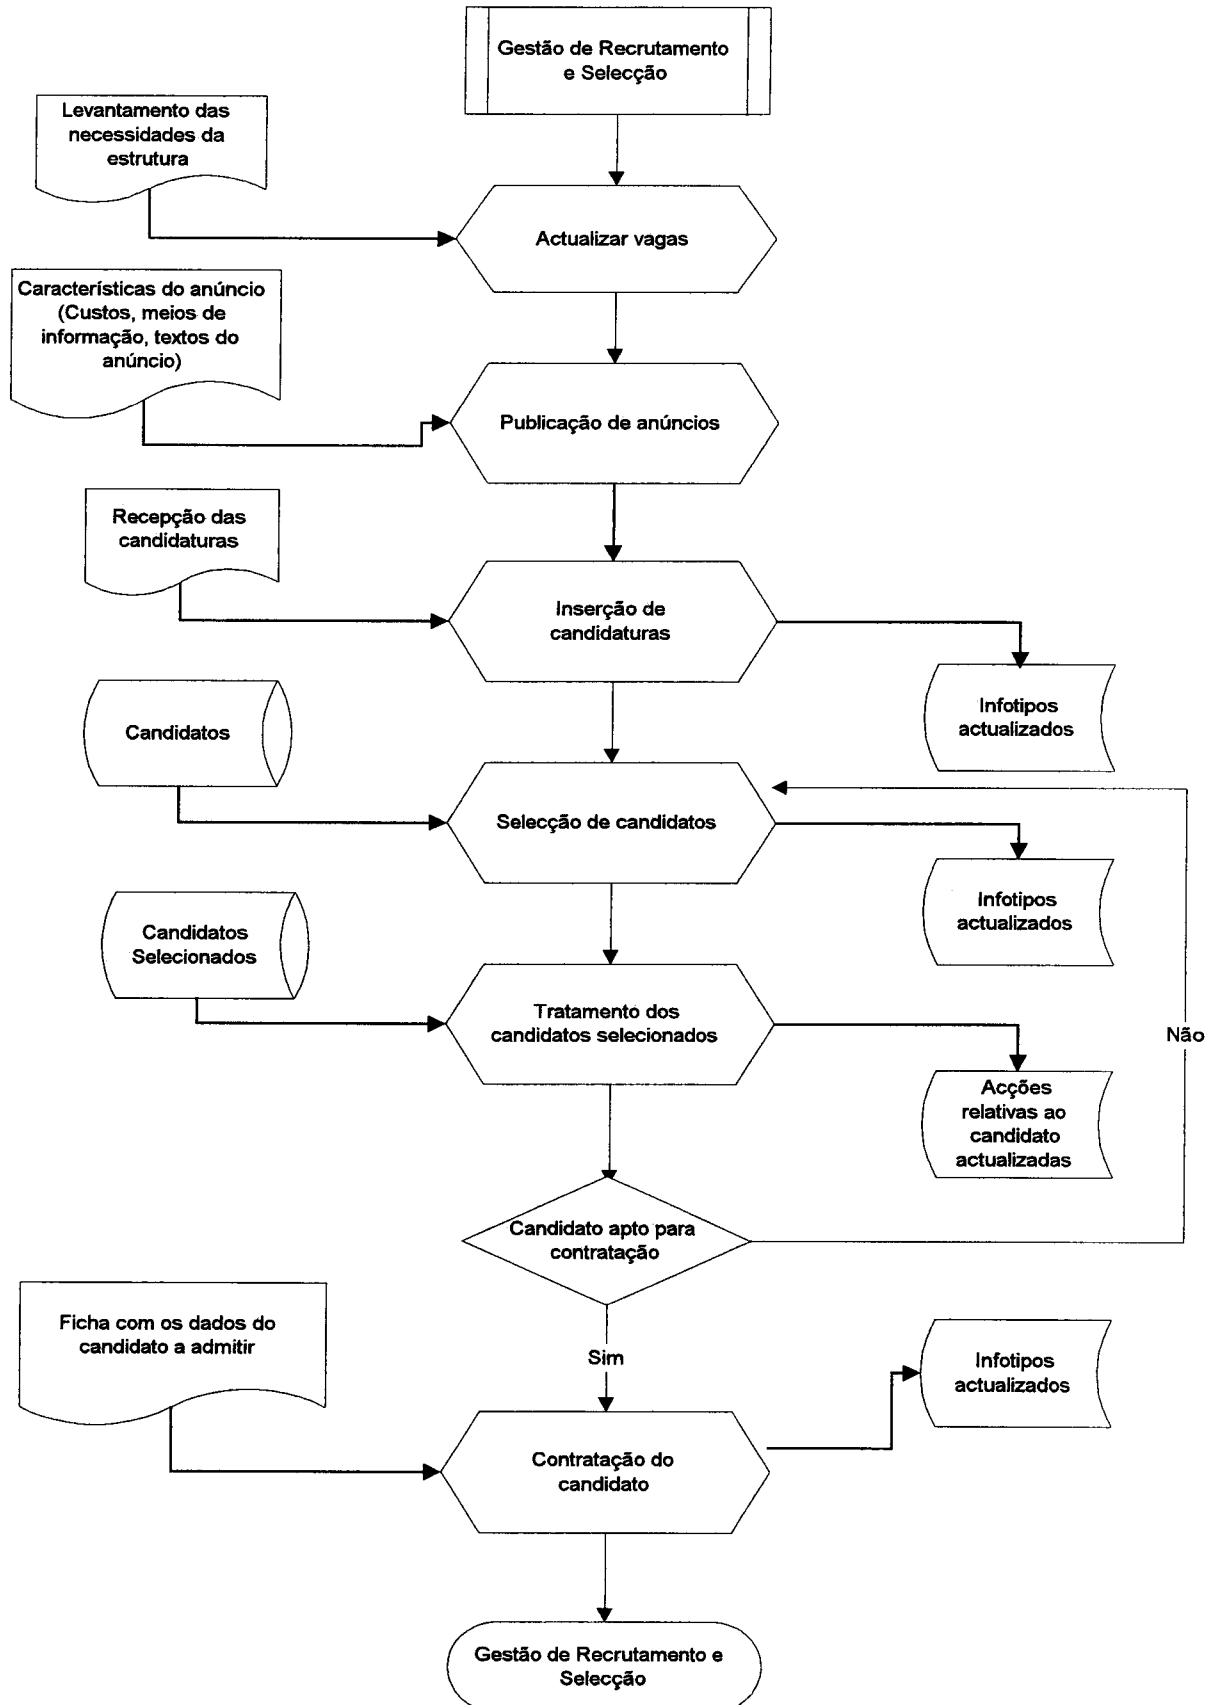 Gestão de Recrutamento
e Selecção
Levantamento das
necessidades da
estrutura
Actualizar vagas
Características do anúncio
(Custos, meios de
informação, textos do
anúncio)
Publicação de anúncios
Recepção das
candidaturas
Inserção de
candidaturas
Infotipos
actualizados
Candidatos
Selecção de candidatos
Infotipos
actualizados
Candidatos
Selecionados
Tratamento dos
candidatos selecionados
Não
Acções
relativas ao
candidato
actualizadas
Candidato apto para
contratação
Ficha com os dados do
candidato a admitir
Sim
Infotipos
actualizados
Contratação do
candidato
Gestão de Recrutamento e
Selecção